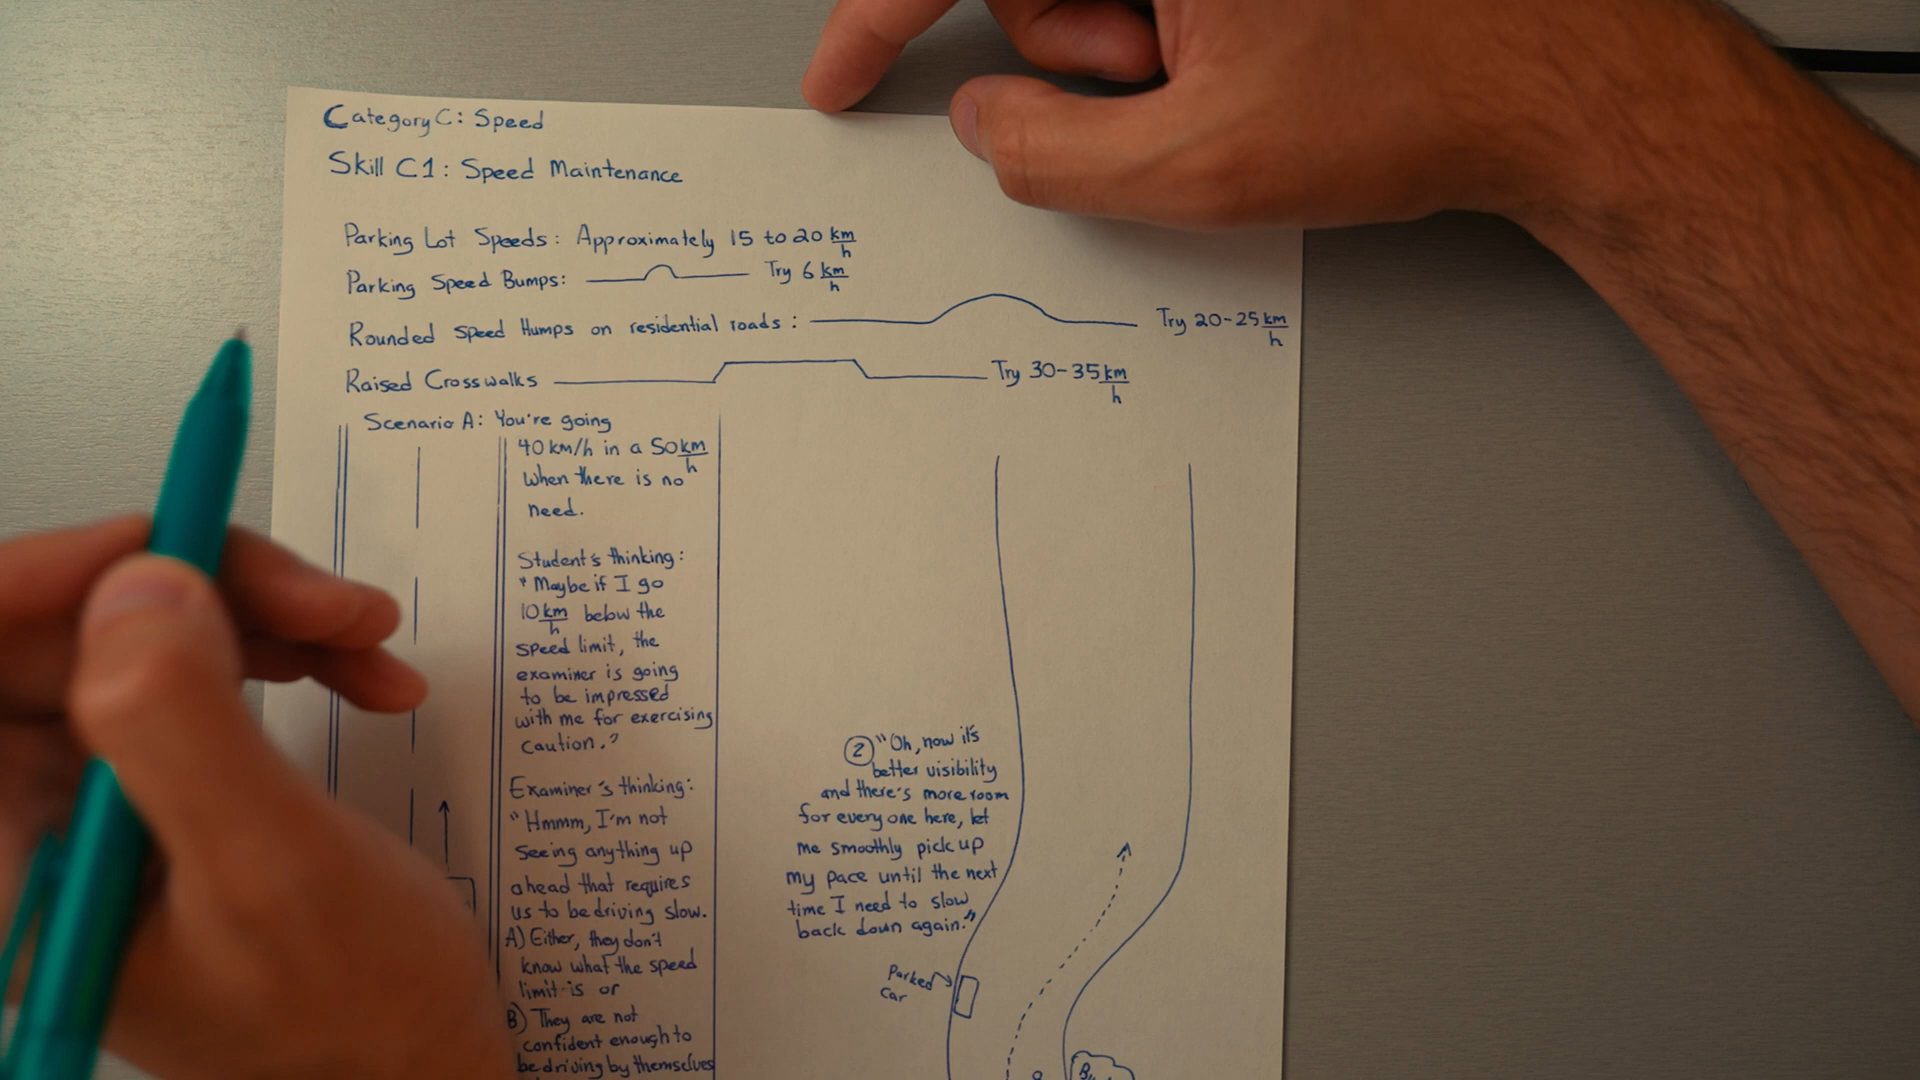 Category C: Speed
Skill C1: Speed Maintenance
Parking Lot Speeds: Approximately 15 to 20 km/h
Parking Speed Bumps: Try 6 km/h
Rounded Speed Humps on residential roads: Try 20-25 km/h
Raised Crosswalks Try 30-35 km/h
Scenario A: You're going
40 km/h in a 50 km/h
when there is no
need.
Student's thinking:
"Maybe if I go
10 km/h below the
speed limit, the
examiner is going
to be impressed
with me for exercising
caution."
Examiner's thinking:
"Hmmm, I'm not
seeing anything up
ahead that requires
us to be driving slow.
A) Either, they don't
know what the speed
limit is or
B) They are not
confident enough to
be driving by themselves
2 "Oh, now it's
better visibility
and there's more room
for everyone here, let
me smoothly pick up
my pace until the next
time I need to slow
back down again."
Parked
Car